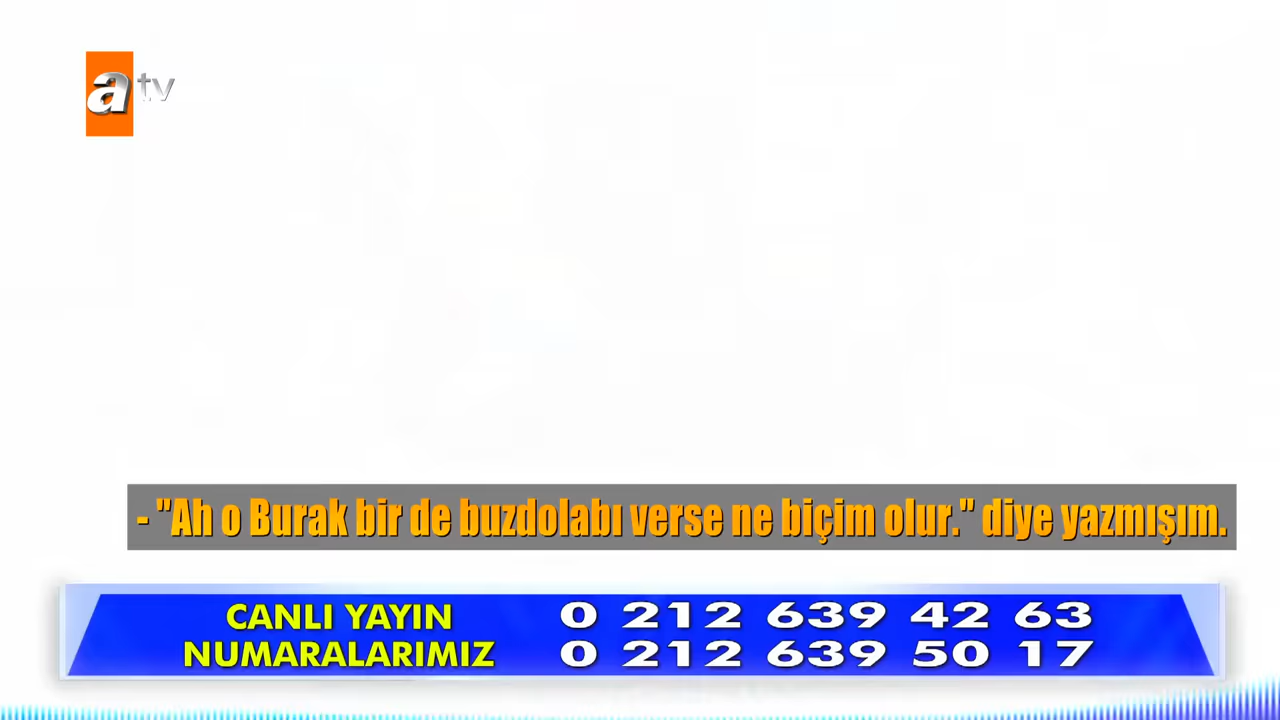 a tv
- "Ah o Burak bir de buzdolabı verse ne biçim olur." diye yazmışım.
CANLI YAYIN 0 212 639 42 63
NUMARALARIMIZ 0 212 639 50 17